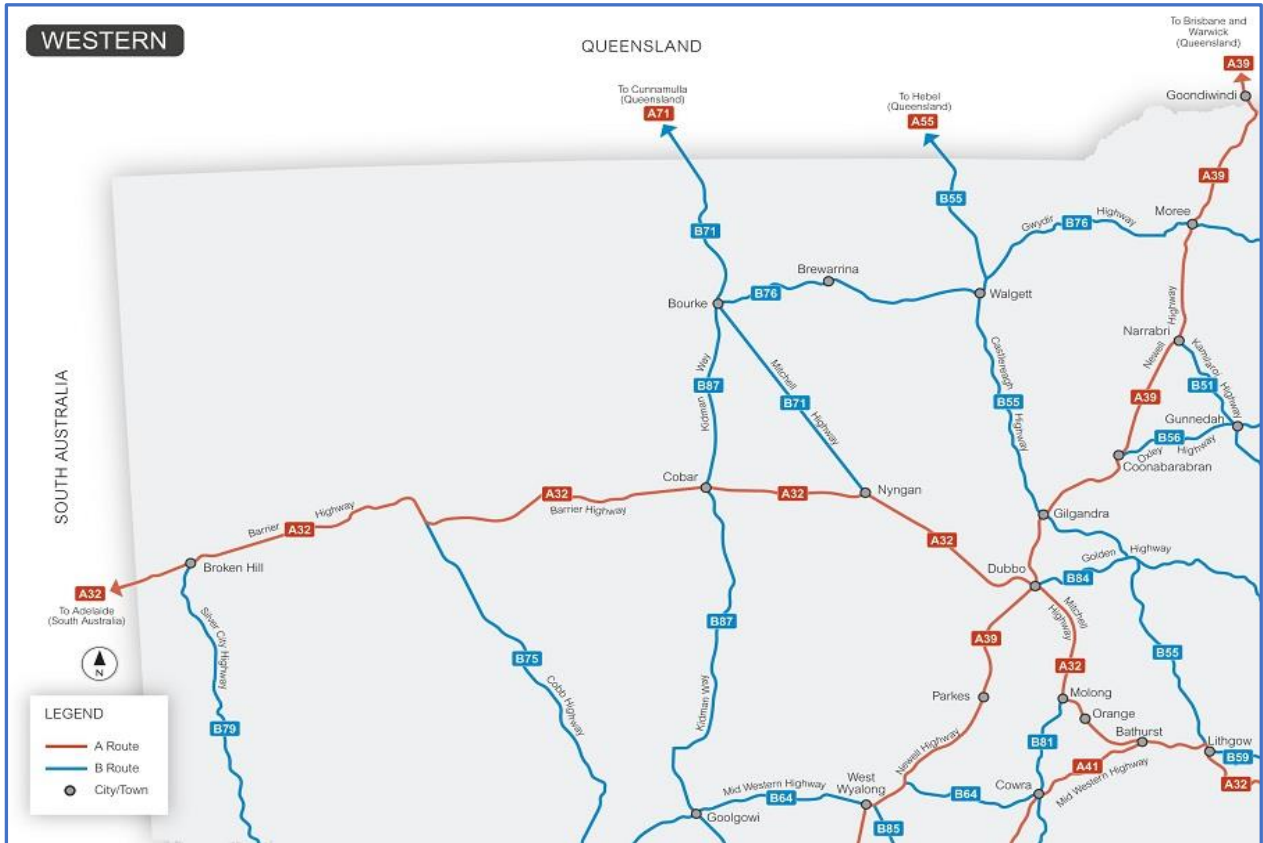 WESTERN
QUEENSLAND
To Brisbane and
Warwick
(Queensland)
A39
Goondiwindi
To Cunnamulla
(Queensland)
A71
To Hebel
(Queensland)
A55
A39
B55
Moree
Gwydir
Highway
B76
B71
Brewarrina
B76
Bourke
Walgett
Newell
Highway
Narrabri
Kamilaroi
Highway
B51
Kidman
Way
B87
Mitchell
Highway
B71
Castlereagh
Highway
B55
A39
Gunnedah
B56
Oxley
Highway
Coonabarabran
SOUTH AUSTRALIA
Cobar
A32
Nyngan
A32
Barrier Highway
Barrier
Highway
A32
Gilgandra
A32
Golden
Highway
Dubbo
B84
Broken Hill
A32
To Adelaide
(South Australia)
Silver City Highway
B79
N
B75
Cobb Highway
B87
Kidman Way
Mitchell
Highway
A39
A32
B55
Parkes
Molong
Orange
Bathurst
Lithgow
B59
A32
B81
A41
Mid Western Highway
Newell Highway
West
Wyalong
Cowra
B64
Mid Western Highway
B64
Goolgowi
B85
LEGEND
A Route
B Route
City/Town